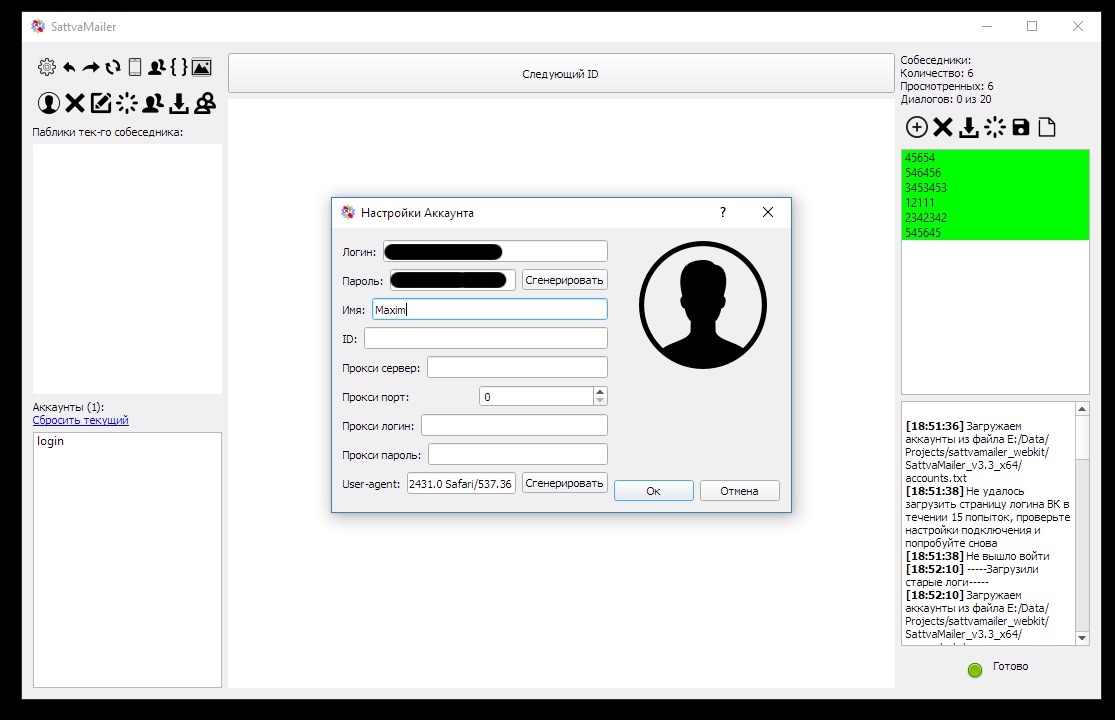 SattvaMailer
Следующий ID
Паблики тек-го собеседника:
Аккаунты (1):
Сбросить текущий
login
Настройки Аккаунта
?
Логин:
Пароль:
Сгенерировать
Имя:
Maxim
ID:
Прокси сервер:
Прокси порт:
0
Прокси логин:
Прокси пароль:
User-agent:
2431.0 Safari/537.36
Сгенерировать
Ок
Отмена
Собеседники:
Количество: 6
Просмотренных: 6
Диалогов: 0 из 20
45654
546456
3453453
12111
2342342
545645
[18:51:36] Загружаем
аккаунты из файла E:/Data/
Projects/sattvamailer_webkit/
SattvaMailer_v3.3_x64/
accounts.txt
[18:51:38] Не удалось
загрузить страницу логина ВК в
течении 15 попыток, проверьте
настройки подключения и
попробуйте снова
[18:51:38] Не вышло войти
[18:52:10] -----Загрузили
старые логи-----
[18:52:10] Загружаем
аккаунты из файла E:/Data/
Projects/sattvamailer_webkit/
SattvaMailer_v3.3_x64/
Готово